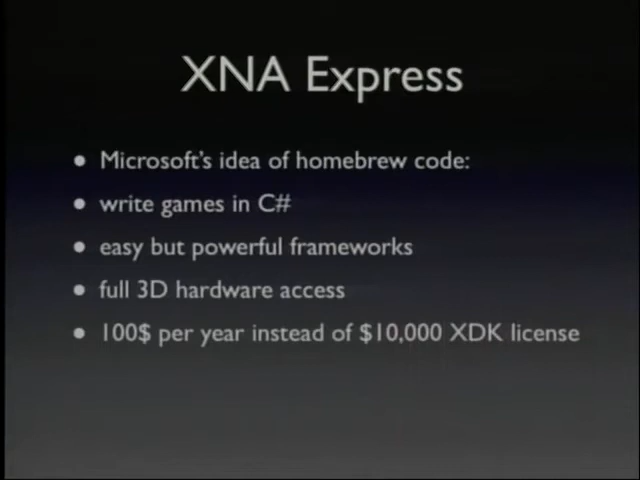 XNA Express
• Microsoft's idea of homebrew code:
• write games in C#
• easy but powerful frameworks
• full 3D hardware access
• 100$ per year instead of $10,000 XDK license